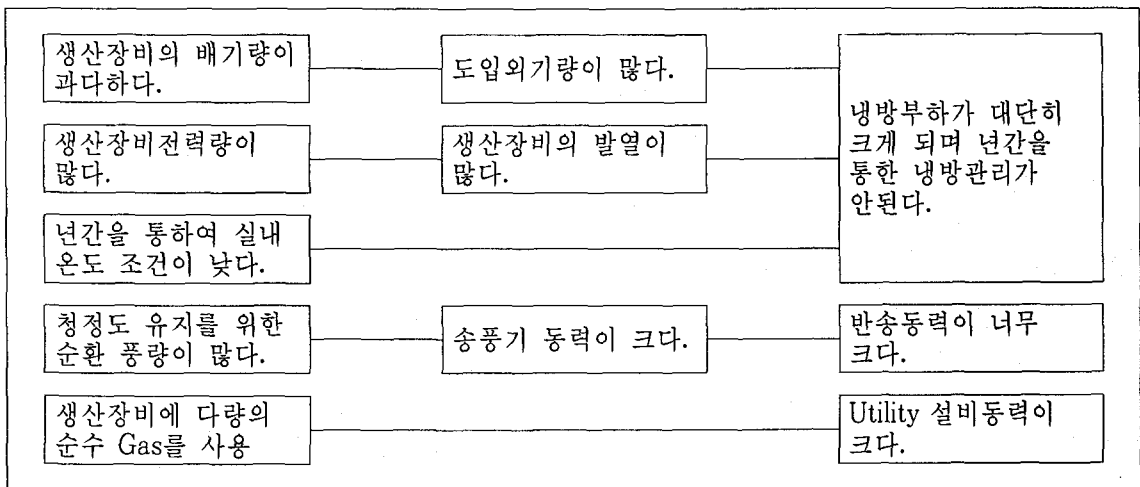 생산장비의 배기량이
과다하다.
도입외기량이 많다.
냉방부하가 대단히
크게 되며 년간을
통한 냉방관리가
안된다.
생산장비전력량이
많다.
생산장비의 발열이
많다.
년간을 통하여 실내
온도 조건이 낮다.
청정도 유지를 위한
순환 풍량이 많다.
송풍기 동력이 크다.
반송동력이 너무
크다.
생산장비에 다량의
순수 Gas를 사용
Utility 설비동력이
크다.